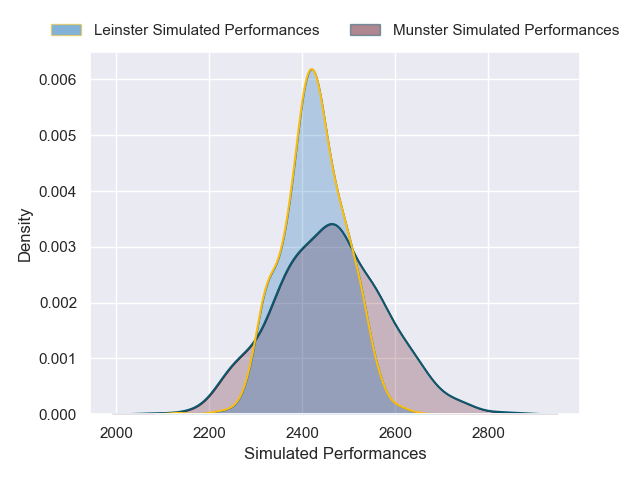 Leinster Simulated Performances
Munster Simulated Performances
0.006
0.005
0.004
0.003
0.002
0.001
0.000
Density
2000 2200 2400 2600 2800
Simulated Performances